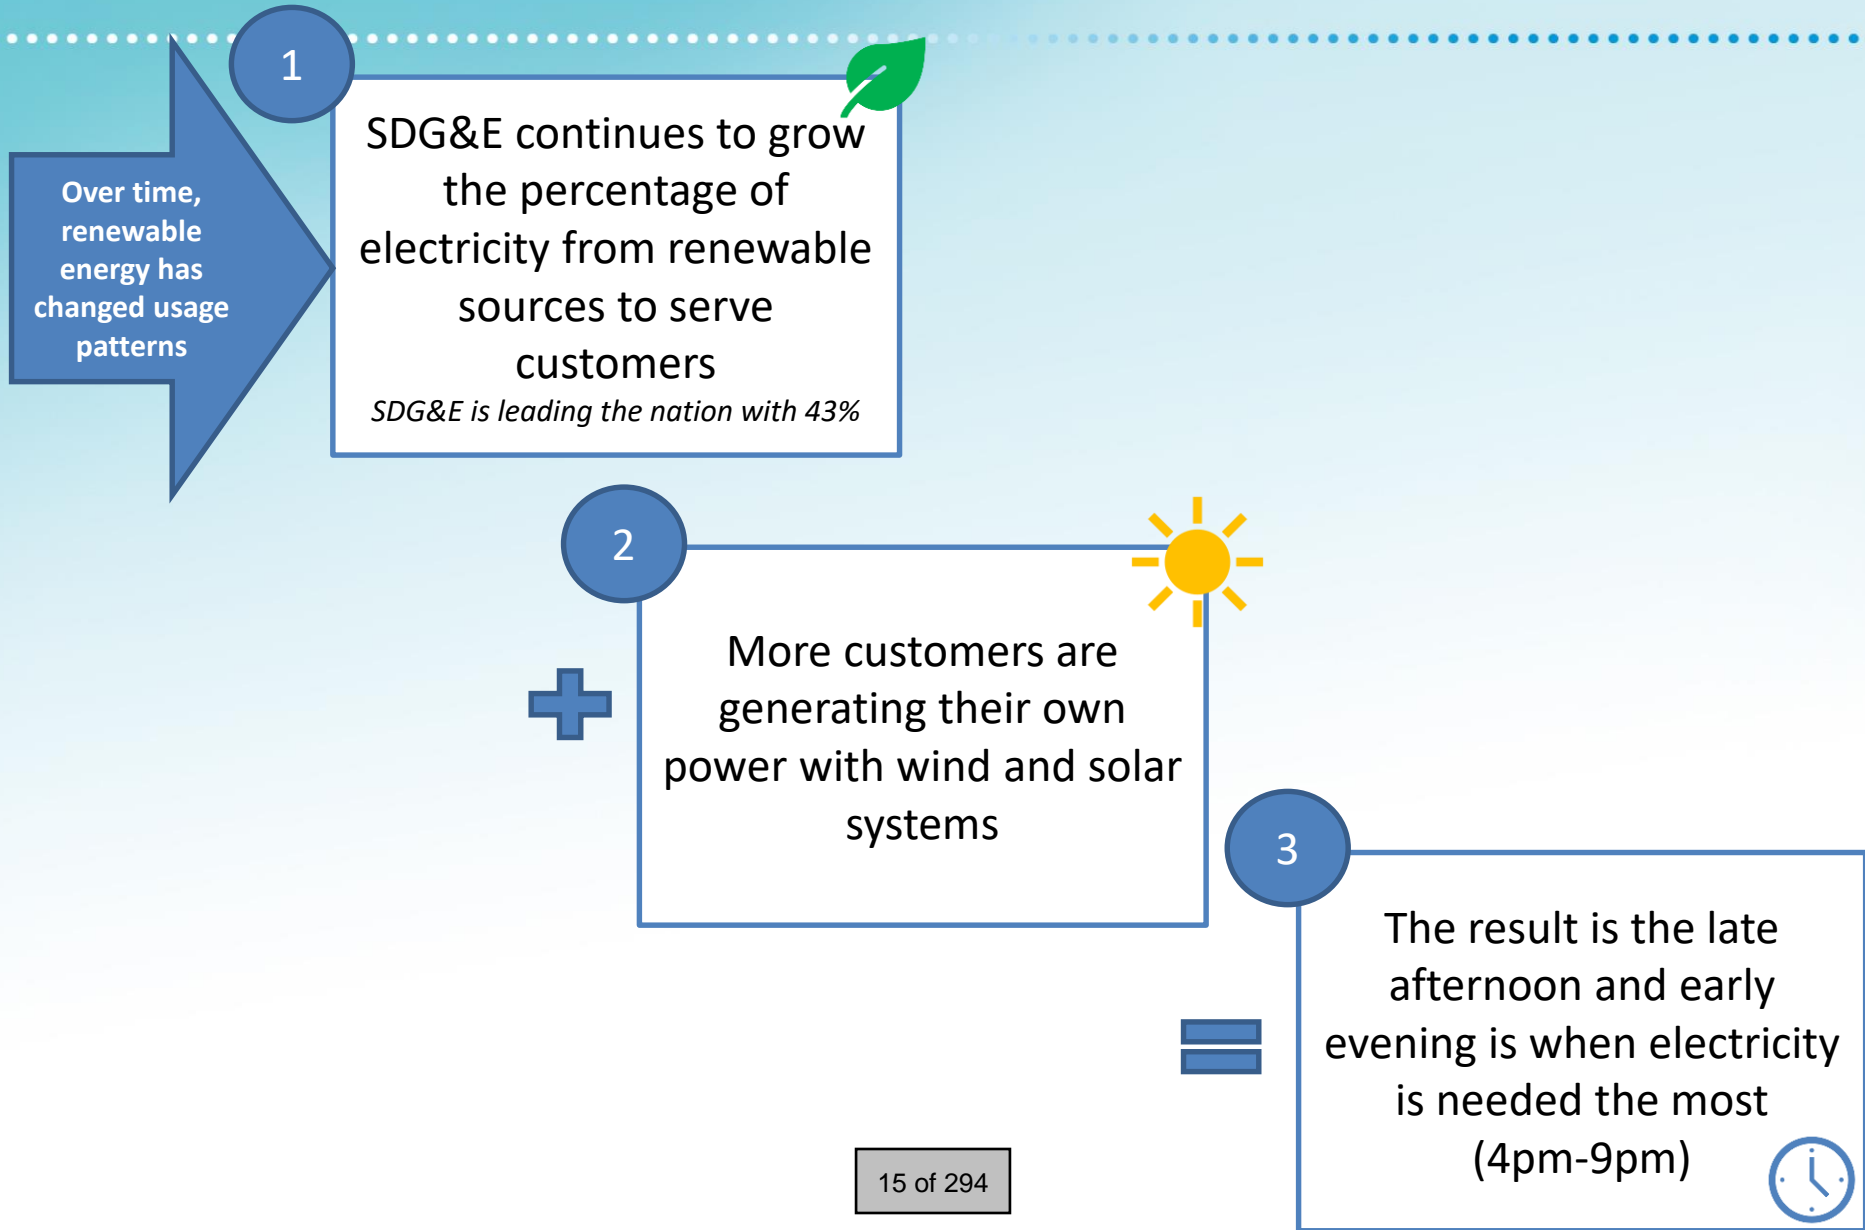 Over time,
renewable
energy has
changed usage
patterns
1
SDG&E continues to grow
the percentage of
electricity from renewable
sources to serve
customers
SDG&E is leading the nation with 43%
2
More customers are
generating their own
power with wind and solar
systems
3
The result is the late
afternoon and early
evening is when electricity
is needed the most
(4pm-9pm)
15 of 294